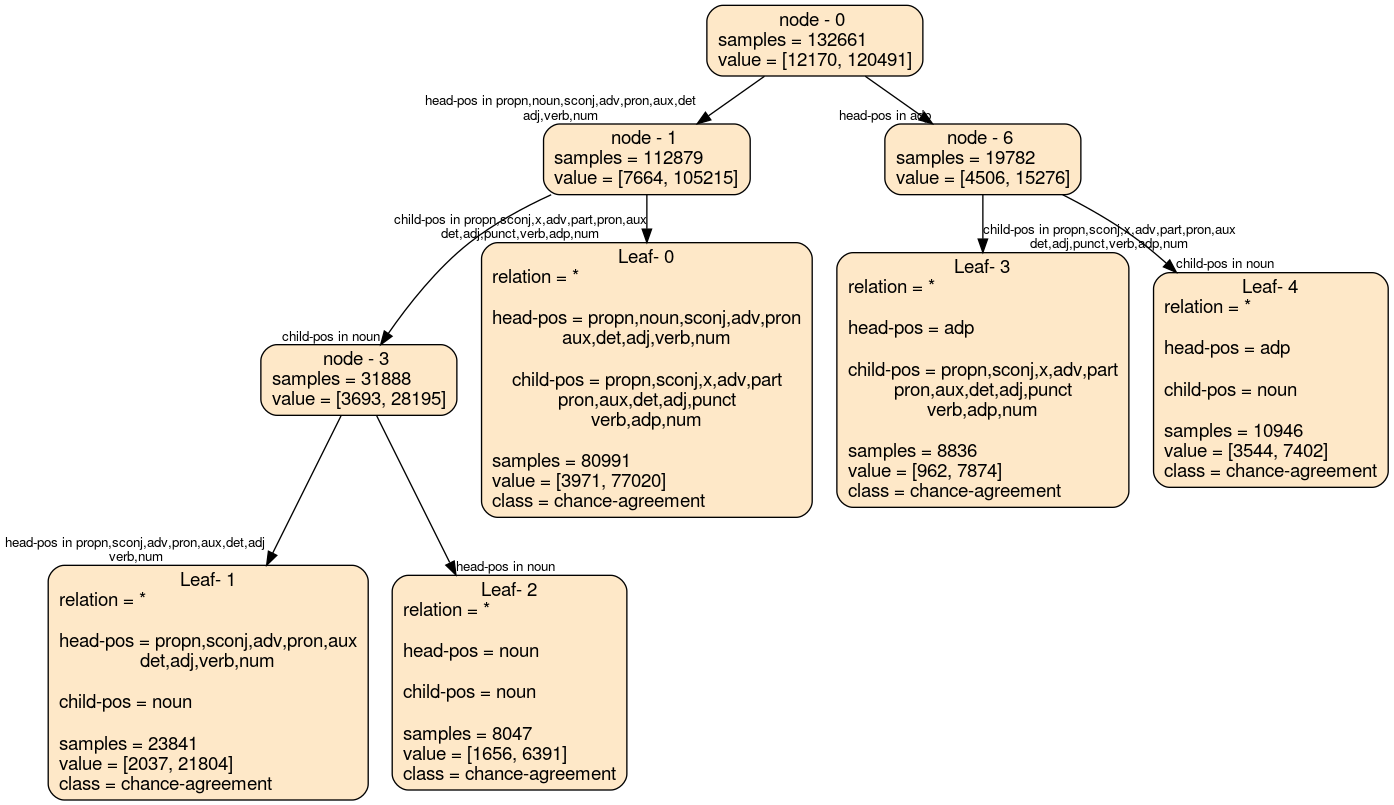 node - 0
samples = 132661
value = [12170, 120491]
head-pos in propn,noun,sconj,adv,pron,aux,det
adj,verb,num
head-pos in adp
node - 1
samples = 112879
value = [7664, 105215]
node - 6
samples = 19782
value = [4506, 15276]
child-pos in propn,sconj,x,adv,part,pron,aux
det,adj,punct,verb,adp,num
child-pos in propn,sconj,x,adv,part,pron,aux
det,adj,punct,verb,adp,num
child-pos in noun
child-pos in noun
Leaf- 0
relation = *
head-pos = propn,noun,sconj,adv,pron
aux,det,adj,verb,num
child-pos = propn,sconj,x,adv,part
pron,aux,det,adj,punct
verb,adp,num
samples = 80991
value = [3971, 77020]
class = chance-agreement
Leaf- 3
relation = *
head-pos = adp
child-pos = propn,sconj,x,adv,part
pron,aux,det,adj,punct
verb,adp,num
samples = 8836
value = [962, 7874]
class = chance-agreement
Leaf- 4
relation = *
head-pos = adp
child-pos = noun
samples = 10946
value = [3544, 7402]
class = chance-agreement
node - 3
samples = 31888
value = [3693, 28195]
head-pos in propn,sconj,adv,pron,aux,det,adj
verb,num
head-pos in noun
Leaf- 1
relation = *
head-pos = propn,sconj,adv,pron,aux
det,adj,verb,num
child-pos = noun
samples = 23841
value = [2037, 21804]
class = chance-agreement
Leaf- 2
relation = *
head-pos = noun
child-pos = noun
samples = 8047
value = [1656, 6391]
class = chance-agreement